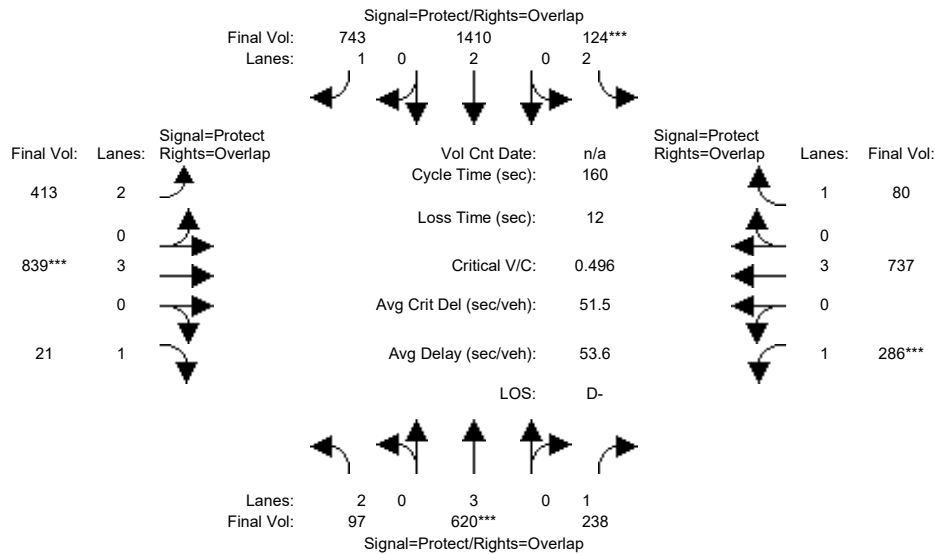 Signal=Protect/Rights=Overlap
Final Vol: 743 1410 124***
Lanes: 1 0 2 0 2
Signal=Protect Signal=Protect
Final Vol: Lanes: Rights=Overlap Vol Cnt Date: n/a Rights=Overlap Lanes: Final Vol:
Cycle Time (sec): 160
413 2 1 80
Loss Time (sec): 12
0 0
839*** 3 Critical V/C: 0.496 3 737
0 Avg Crit Del (sec/veh): 51.5 0
21 1 Avg Delay (sec/veh): 53.6 1 286***
LOS: D-
Lanes: 2 0 3 0 1
Final Vol: 97 620*** 238
Signal=Protect/Rights=Overlap